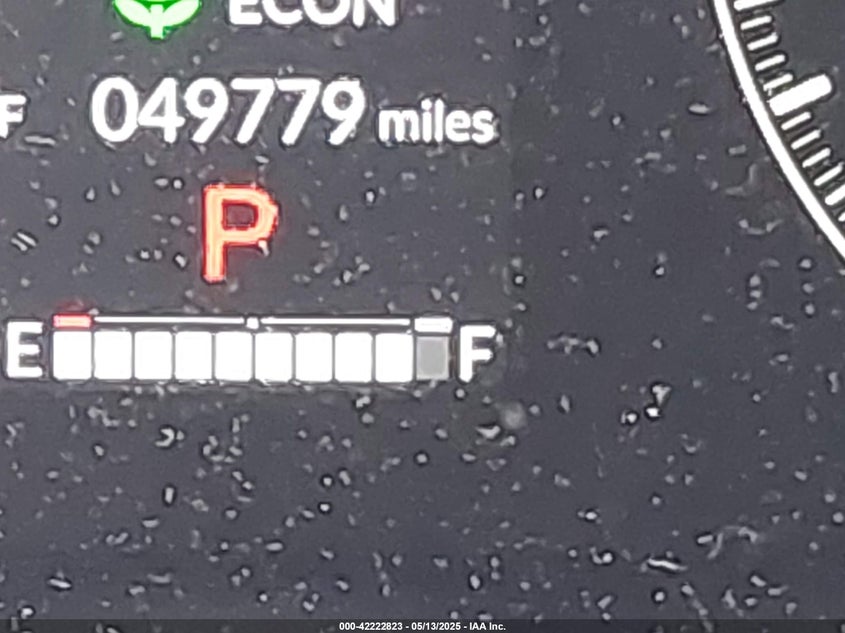 ECON
F 049779 miles
P
E F
000-42222823 - 05/13/2025 - IAA Inc.